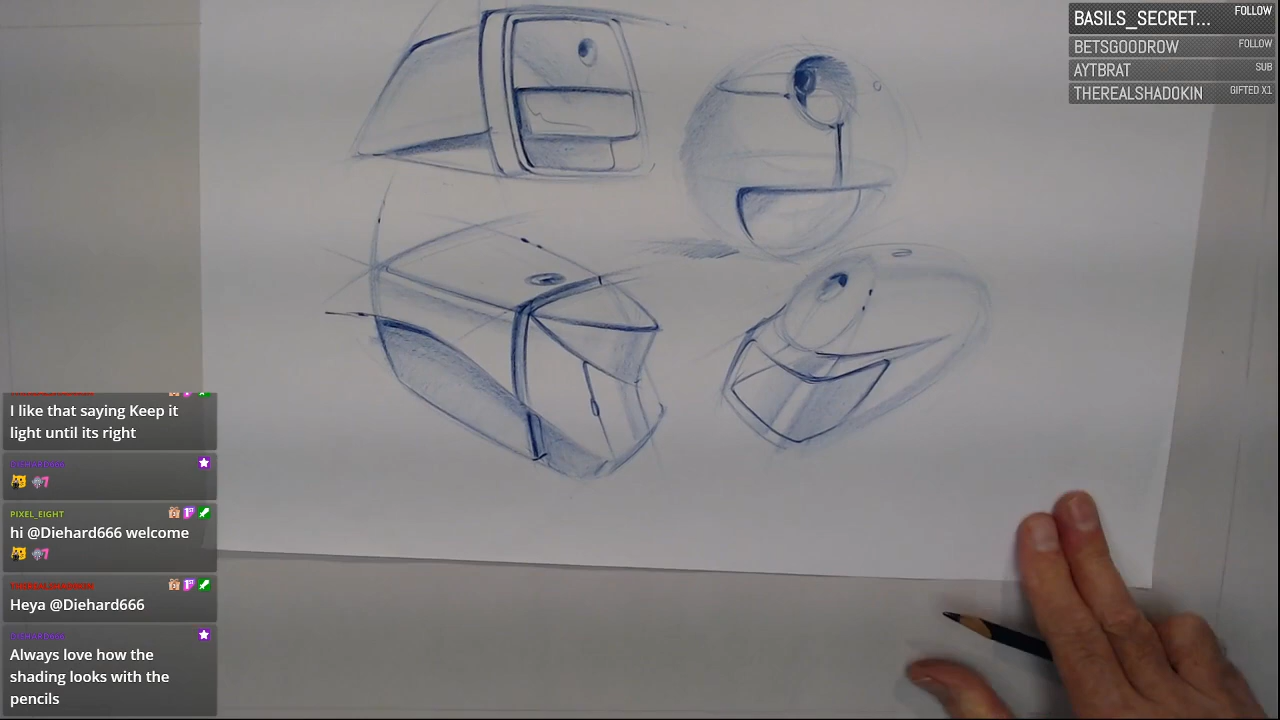 BASILS_SECRET...
FOLLOW
BETSGOODROW
FOLLOW
AYTBRAT
SUB
THEREALSHADOKIN
GIFTED X1
I like that saying Keep it
light until its right
PIXEL_EIGHT
hi @Diehard666 welcome
Heya @Diehard666
Always love how the
shading looks with the
pencils